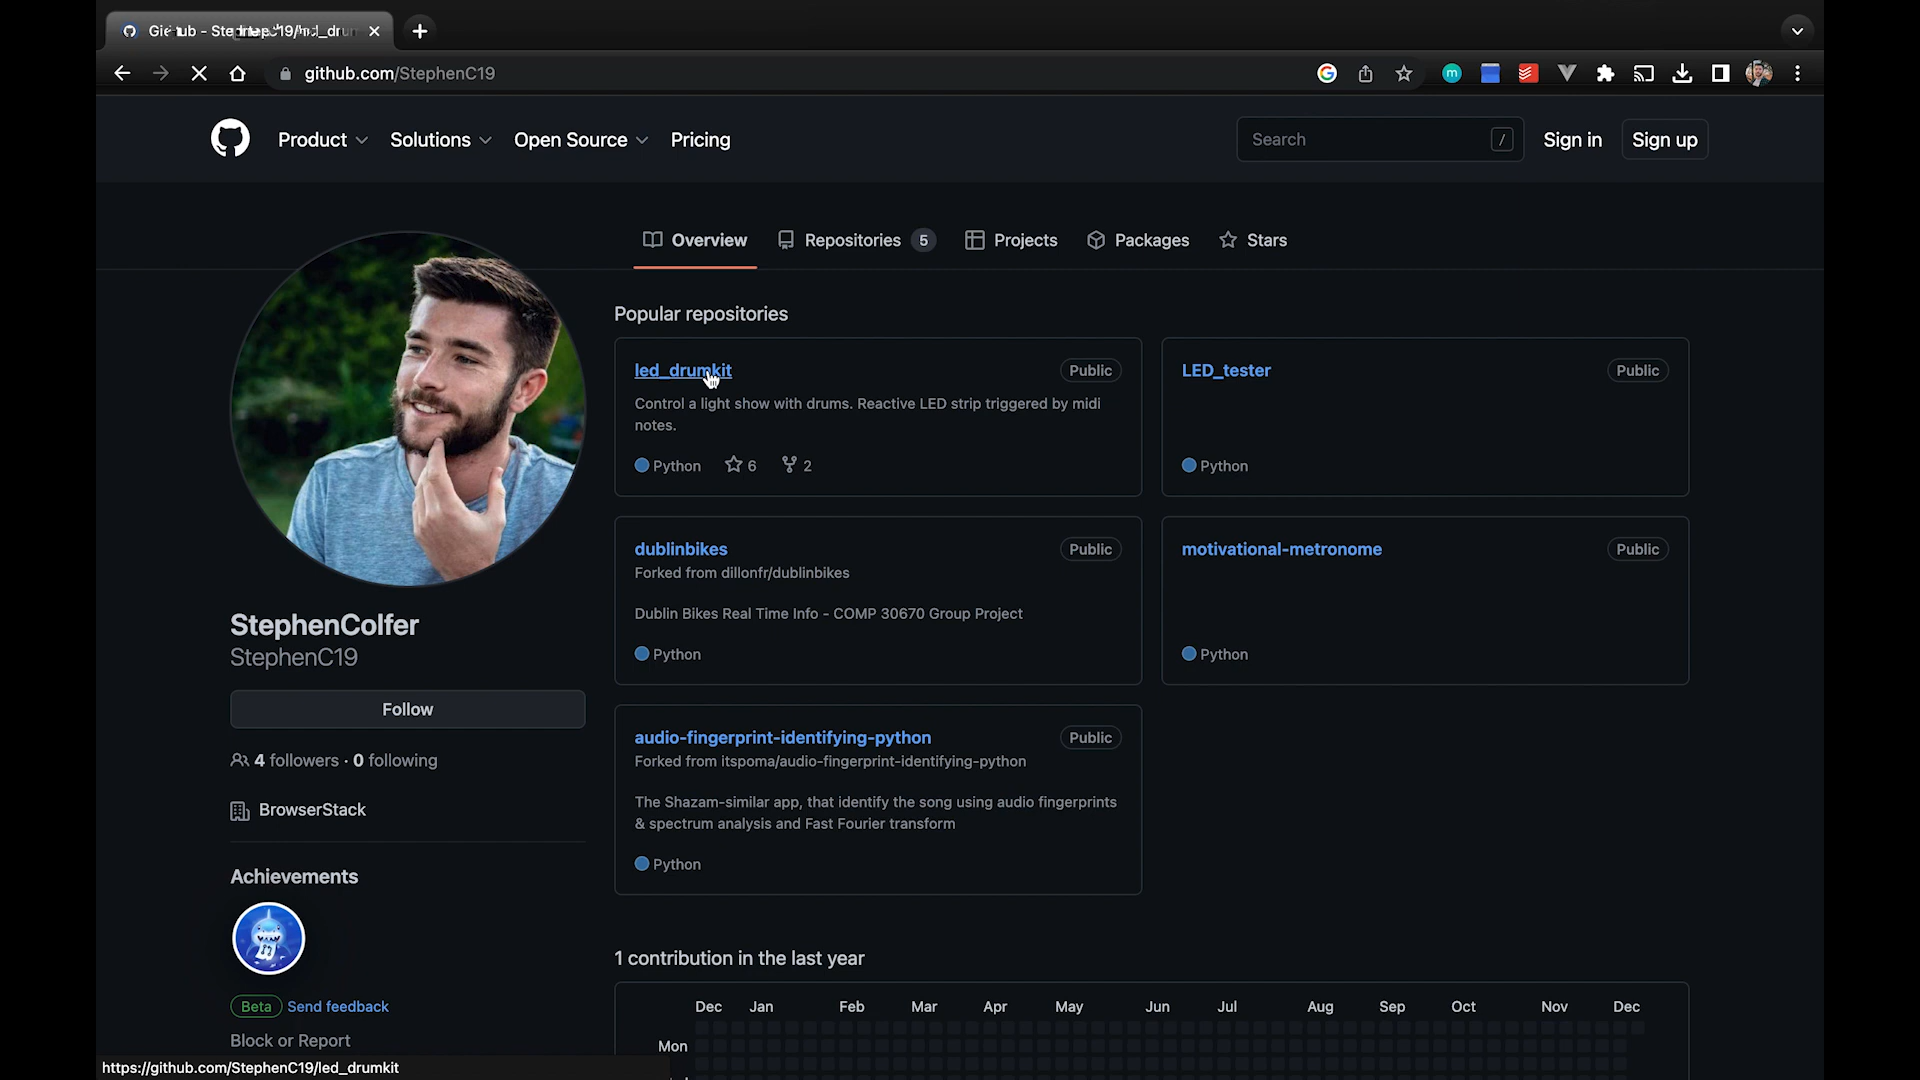 github.com/StephenC19
Product
Solutions
Open Source
Pricing
Search
/
Sign in
Sign up
Overview
Repositories 5
Projects
Packages
Stars
Popular repositories
led_drumkit
Public
Control a light show with drums. Reactive LED strip triggered by midi
notes.
Python 6 2
LED_tester
Public
Python
dublinbikes
Public
Forked from dillonfr/dublinbikes
Dublin Bikes Real Time Info - COMP 30670 Group Project
Python
motivational-metronome
Public
Python
audio-fingerprint-identifying-python
Public
Forked from itspoma/audio-fingerprint-identifying-python
The Shazam-similar app, that identify the song using audio fingerprints
& spectrum analysis and Fast Fourier transform
Python
StephenColfer
StephenC19
Follow
4 followers · 0 following
BrowserStack
Achievements
Beta Send feedback
Block or Report
1 contribution in the last year
Dec Jan Feb Mar Apr May Jun Jul Aug Sep Oct Nov Dec
Mon
https://github.com/StephenC19/led_drumkit